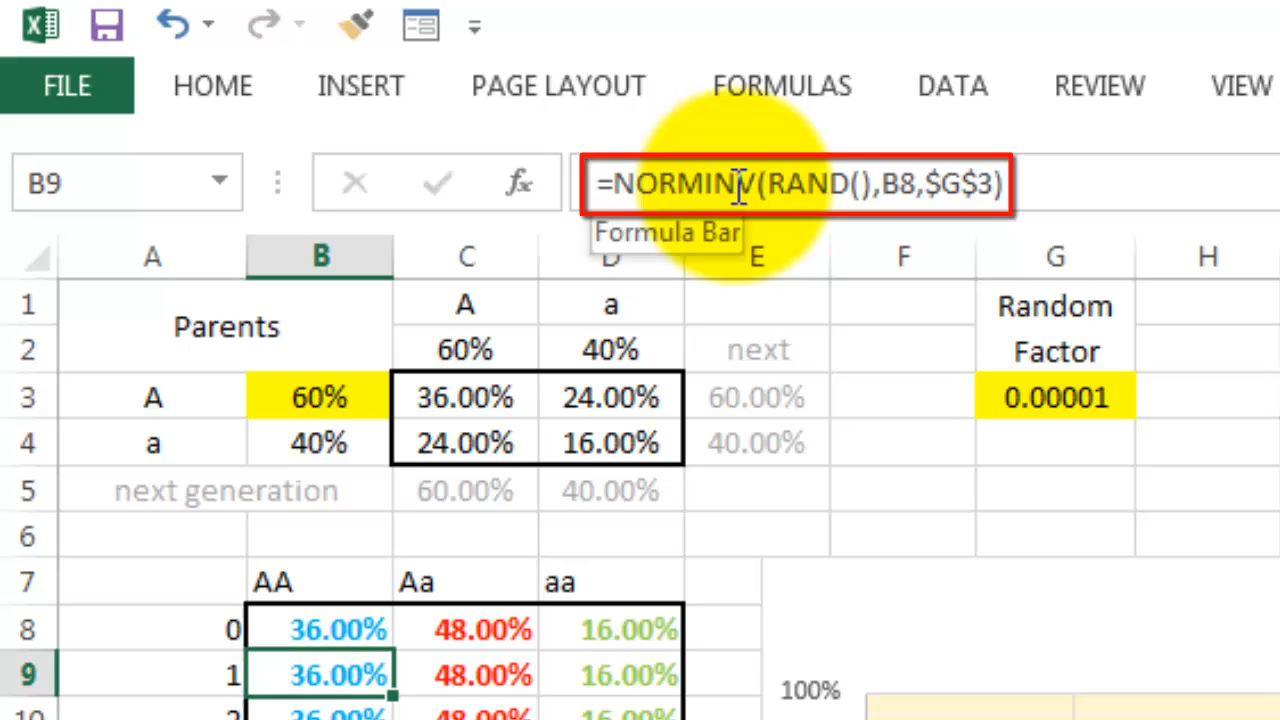 FILE HOME INSERT PAGE LAYOUT FORMULAS DATA REVIEW VIEW
B9 fx =NORMINV(RAND(),B8,$G$3)
Formula Bar
A B C D E F G H
1 A a Random
Parents
2 60% 40% next Factor
3 A 60% 36.00% 24.00% 60.00% 0.00001
4 a 40% 24.00% 16.00% 40.00%
5 next generation 60.00% 40.00%
6
7 AA Aa aa
8 0 36.00% 48.00% 16.00%
9 1 36.00% 48.00% 16.00%
100%
10 2 36.00% 48.00% 16.00%